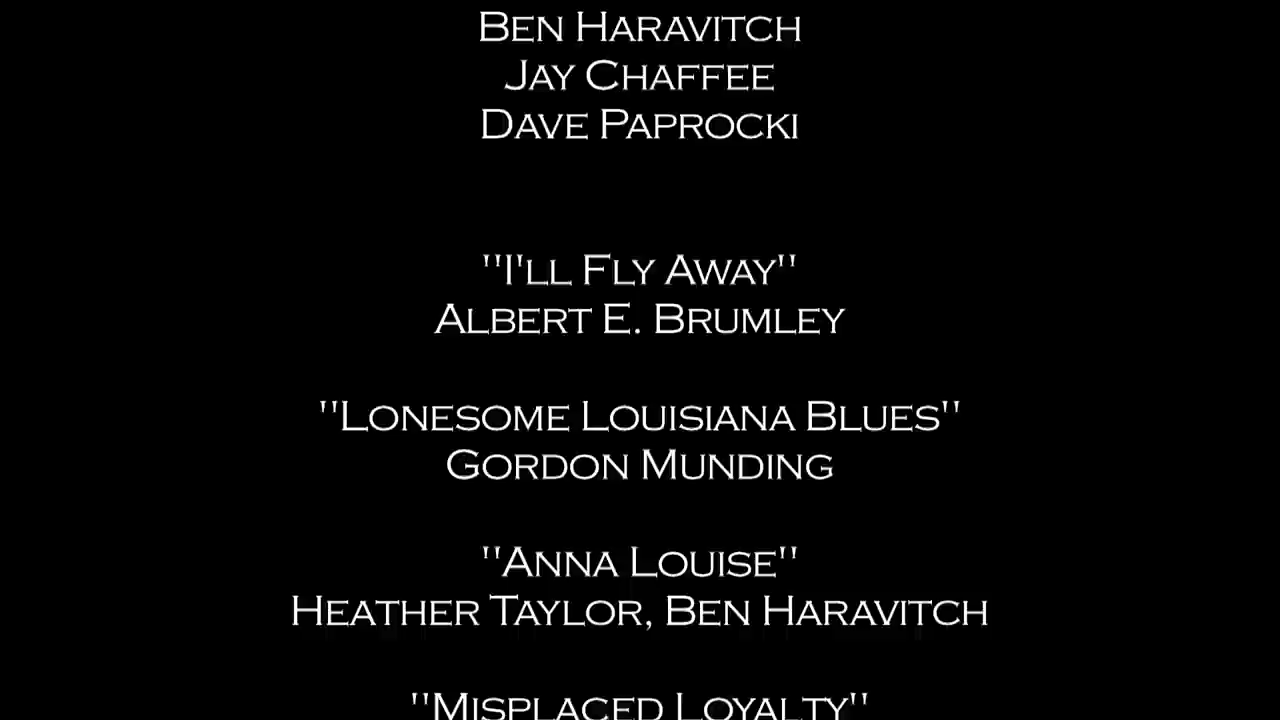 BEN HARAVITCH
JAY CHAFFEE
DAVE PAPROCKI
"I'LL FLY AWAY"
ALBERT E. BRUMLEY
"LONESOME LOUISIANA BLUES"
GORDON MUNDING
"ANNA LOUISE"
HEATHER TAYLOR, BEN HARAVITCH
"MISPLACED LOYALTY"